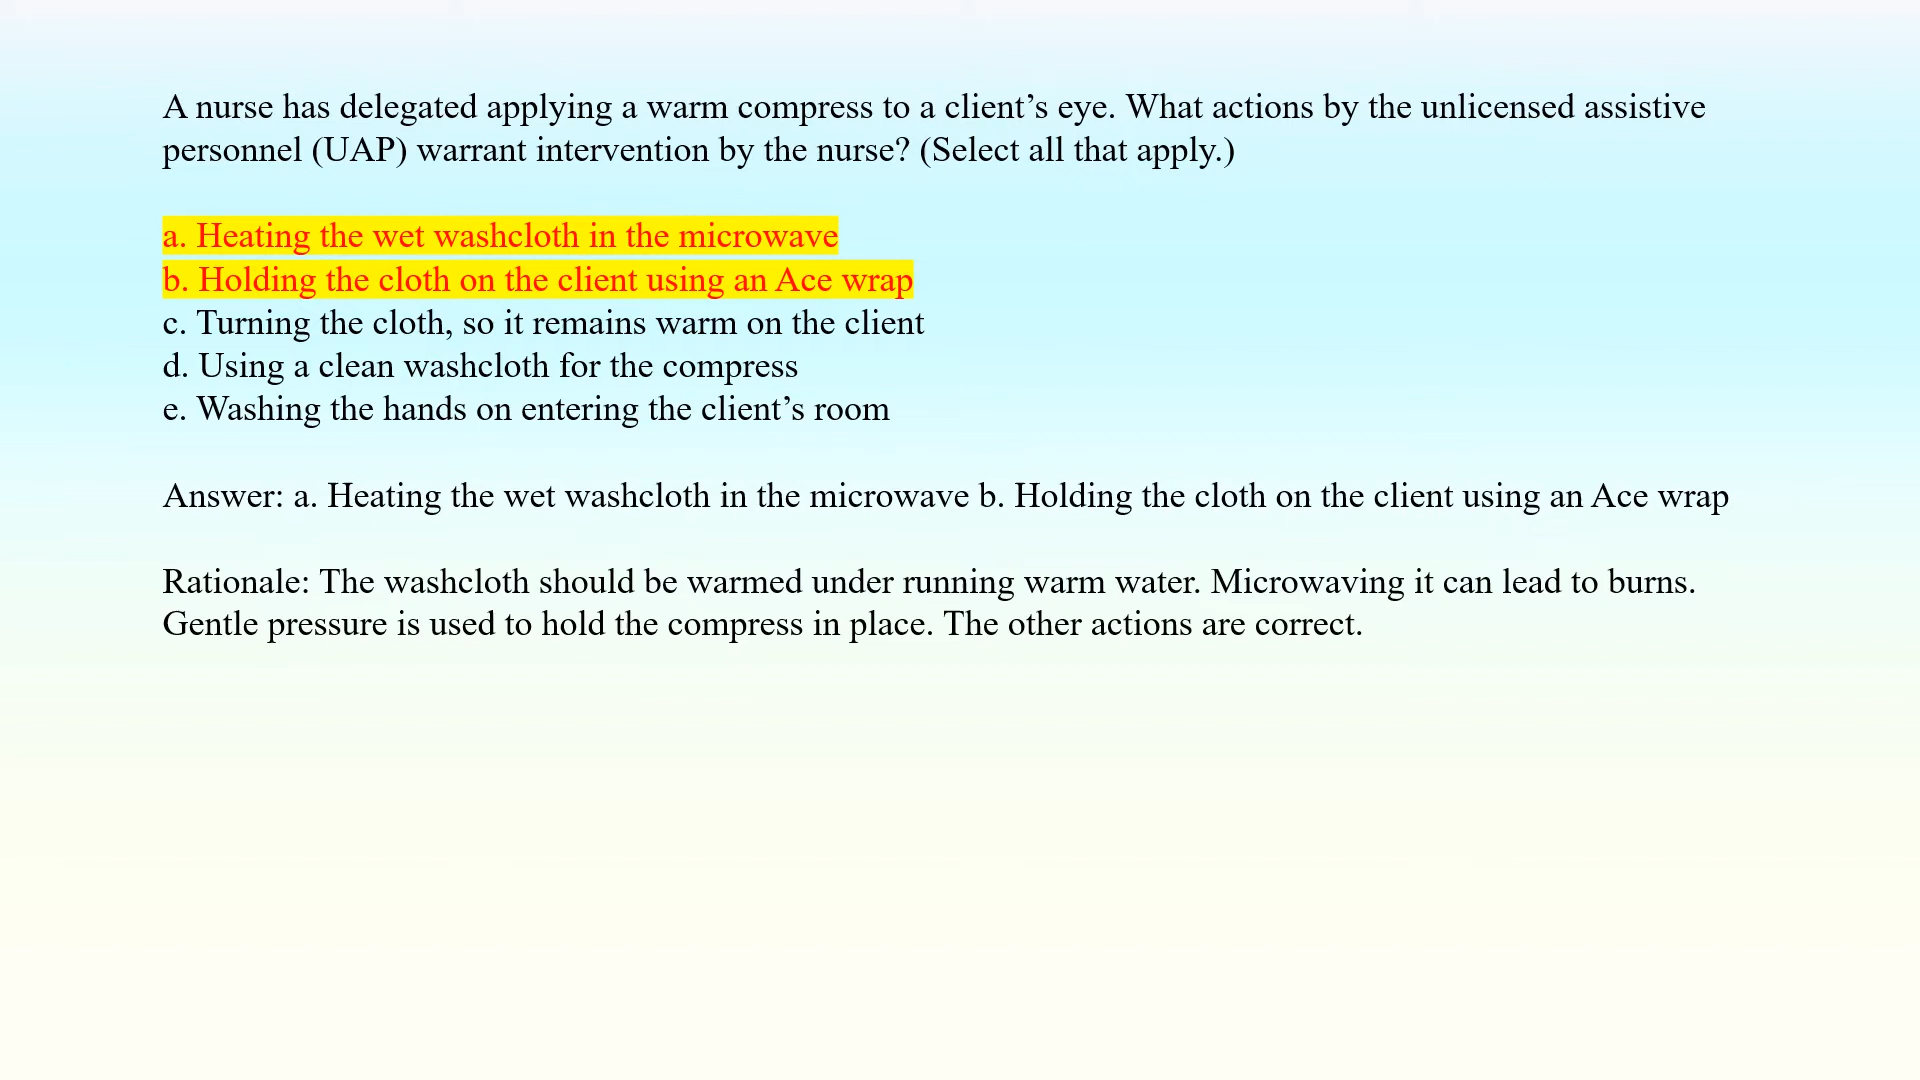 A nurse has delegated applying a warm compress to a client’s eye. What actions by the unlicensed assistive
personnel (UAP) warrant intervention by the nurse? (Select all that apply.)
a. Heating the wet washcloth in the microwave
b. Holding the cloth on the client using an Ace wrap
c. Turning the cloth, so it remains warm on the client
d. Using a clean washcloth for the compress
e. Washing the hands on entering the client’s room
Answer: a. Heating the wet washcloth in the microwave b. Holding the cloth on the client using an Ace wrap
Rationale: The washcloth should be warmed under running warm water. Microwaving it can lead to burns.
Gentle pressure is used to hold the compress in place. The other actions are correct.